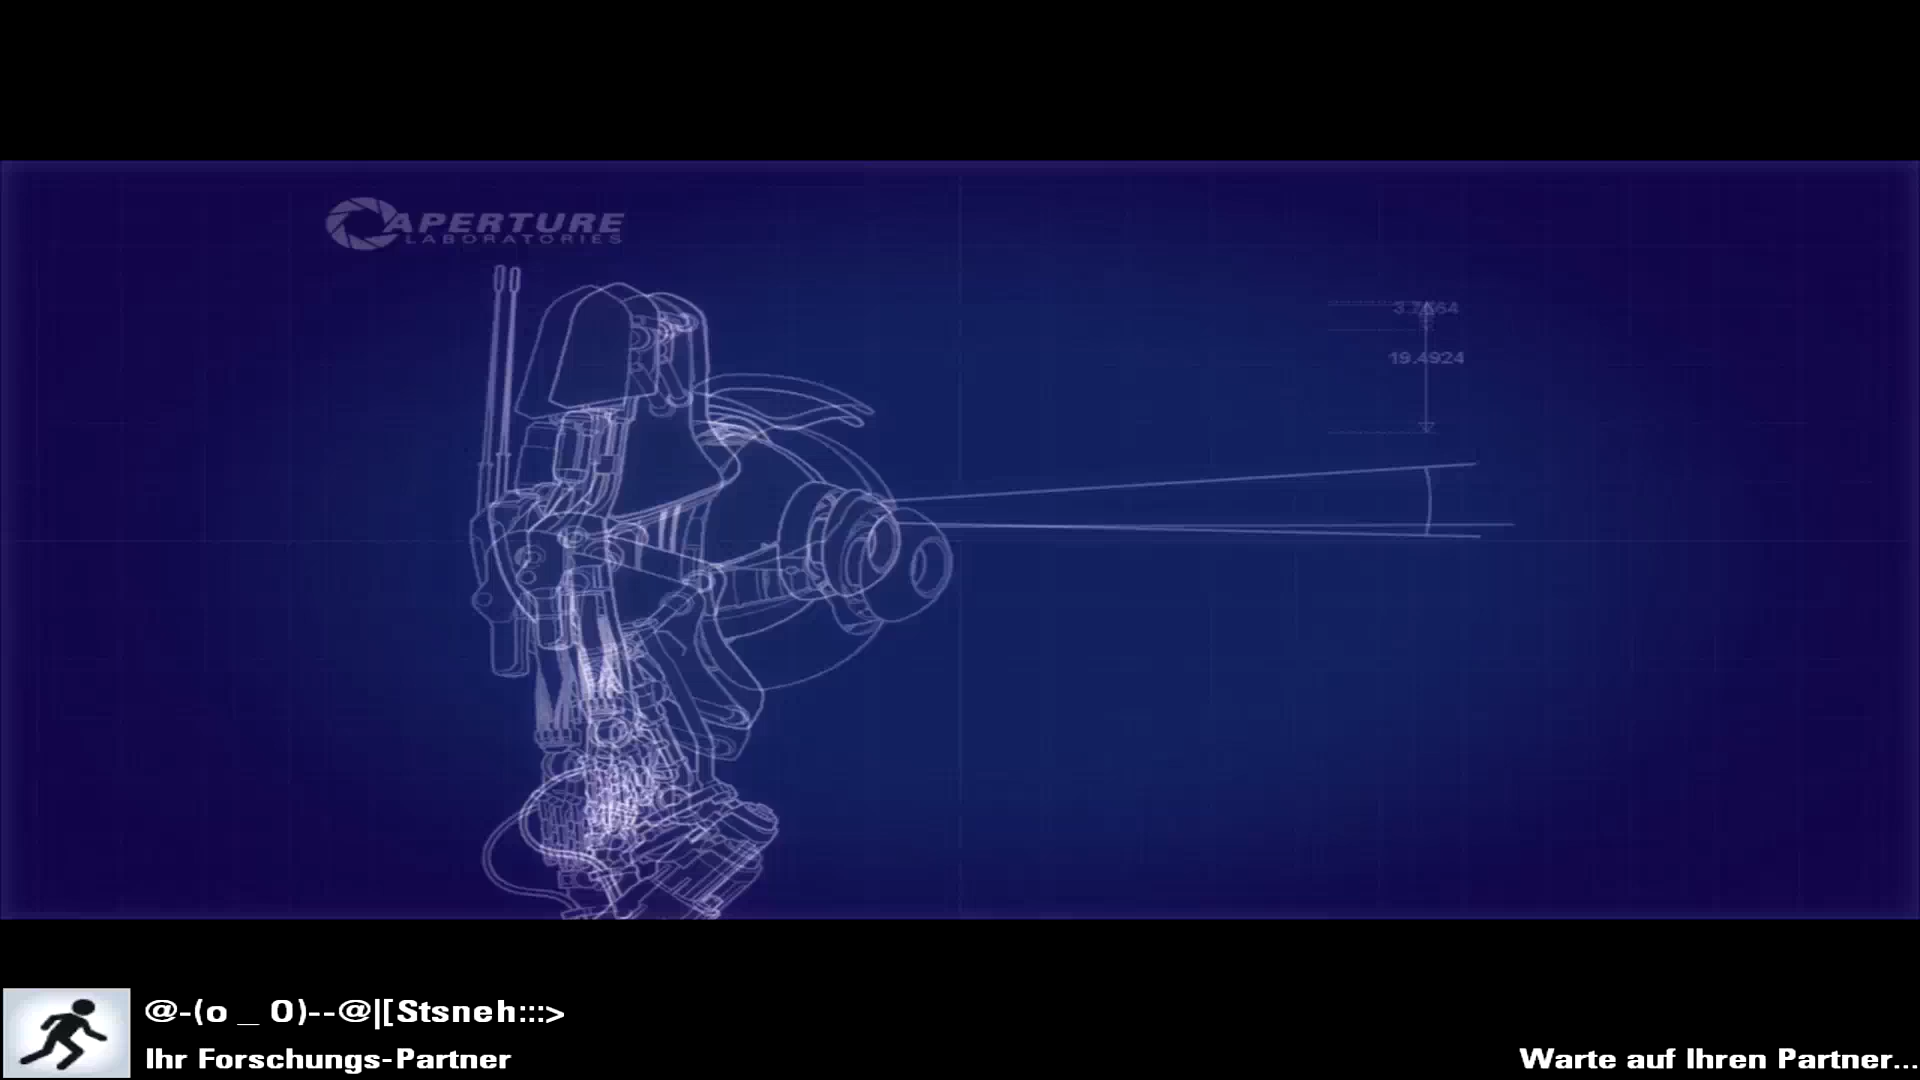 APERTURE
LABORATORIES
19.4924
@-(o _ O)--@|[Stsneh:::>
Ihr Forschungs-Partner
Warte auf Ihren Partner...